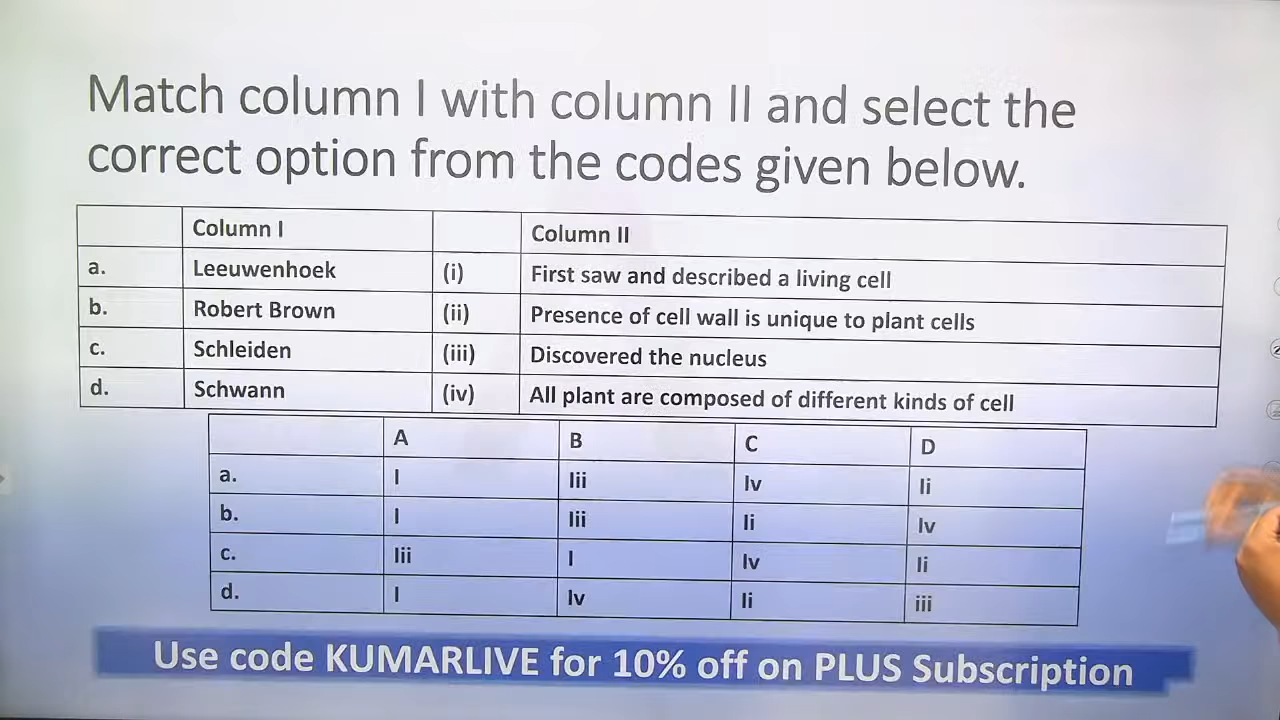 Match column I with column II and select the
correct option from the codes given below.
Column I Column II
a. Leeuwenhoek (i) First saw and described a living cell
b. Robert Brown (ii) Presence of cell wall is unique to plant cells
c. Schleiden (iii) Discovered the nucleus
d. Schwann (iv) All plant are composed of different kinds of cell
A B C D
a. I Iii Iv Ii
b. I Iii Ii Iv
c. Iii I Iv Ii
d. I Iv Ii iii
Use code KUMARLIVE for 10% off on PLUS Subscription